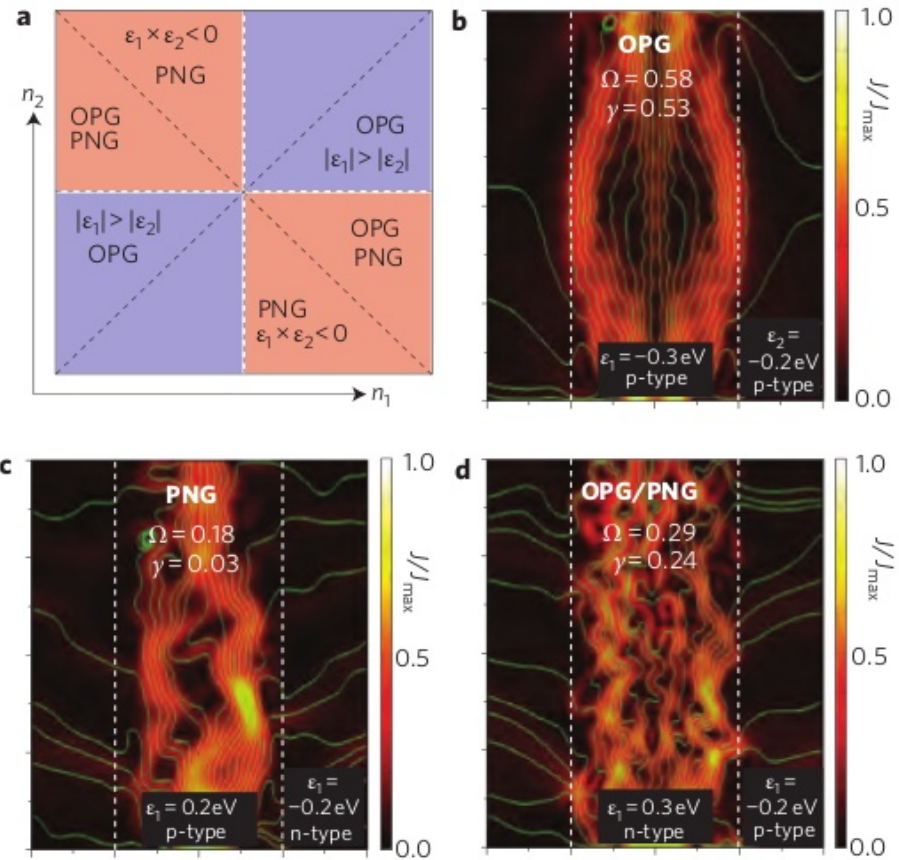 a
ε₁ × ε₂ < 0
PNG
n₂
OPG
PNG
OPG
|ε₁| > |ε₂|
|ε₁| > |ε₂|
OPG
OPG
PNG
PNG
ε₁ × ε₂ < 0
n₁
b
OPG
Ω = 0.58
γ = 0.53
ε₁ = −0.3 eV
p-type
ε₂ =
−0.2 eV
p-type
1.0
J/Jmax
0.5
0.0
c
PNG
Ω = 0.18
γ = 0.03
ε₁ = 0.2 eV
p-type
ε₁ =
−0.2 eV
n-type
1.0
J/Jmax
0.5
0.0
d
OPG/PNG
Ω = 0.29
γ = 0.24
ε₁ = 0.3 eV
n-type
ε₁ =
−0.2 eV
p-type
1.0
J/Jmax
0.5
0.0